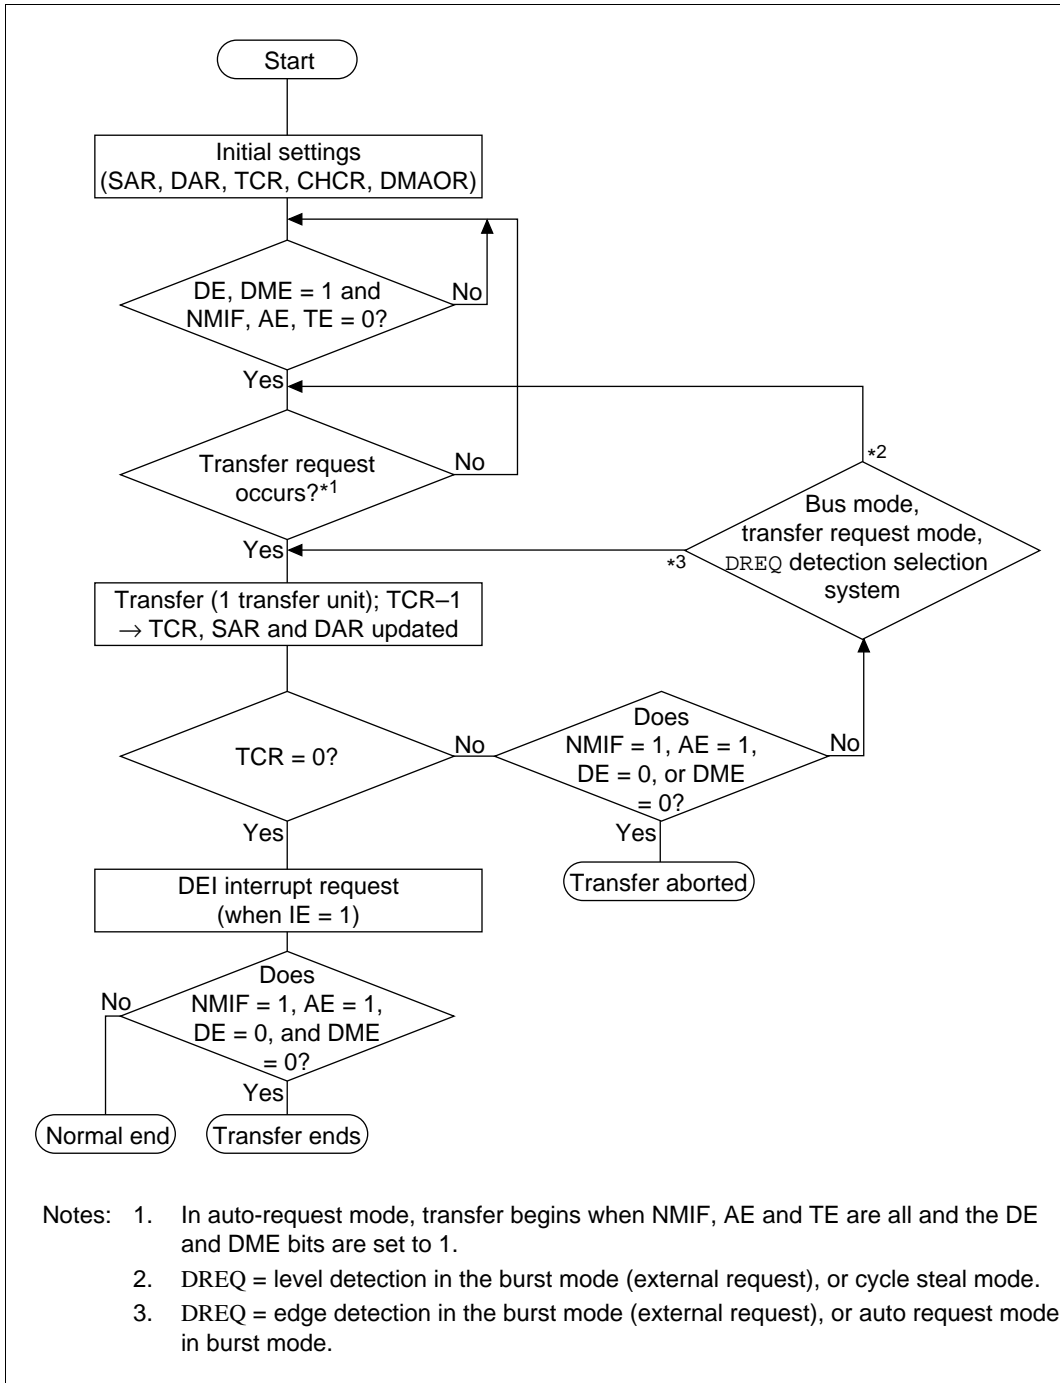 Start
Initial settings
(SAR, DAR, TCR, CHCR, DMAOR)
DE, DME = 1 and
NMIF, AE, TE = 0?
No
Yes
Transfer request
occurs?*1
No
Yes
*2
Bus mode,
transfer request mode,
DREQ detection selection
system
*3
Transfer (1 transfer unit); TCR–1
→ TCR, SAR and DAR updated
TCR = 0?
No
Does
NMIF = 1, AE = 1,
DE = 0, or DME
= 0?
No
Yes
Yes
Transfer aborted
DEI interrupt request
(when IE = 1)
Does
NMIF = 1, AE = 1,
DE = 0, and DME
= 0?
No
Yes
Normal end
Transfer ends
Notes: 1. In auto-request mode, transfer begins when NMIF, AE and TE are all and the DE
and DME bits are set to 1.
2. DREQ = level detection in the burst mode (external request), or cycle steal mode.
3. DREQ = edge detection in the burst mode (external request), or auto request mode
in burst mode.